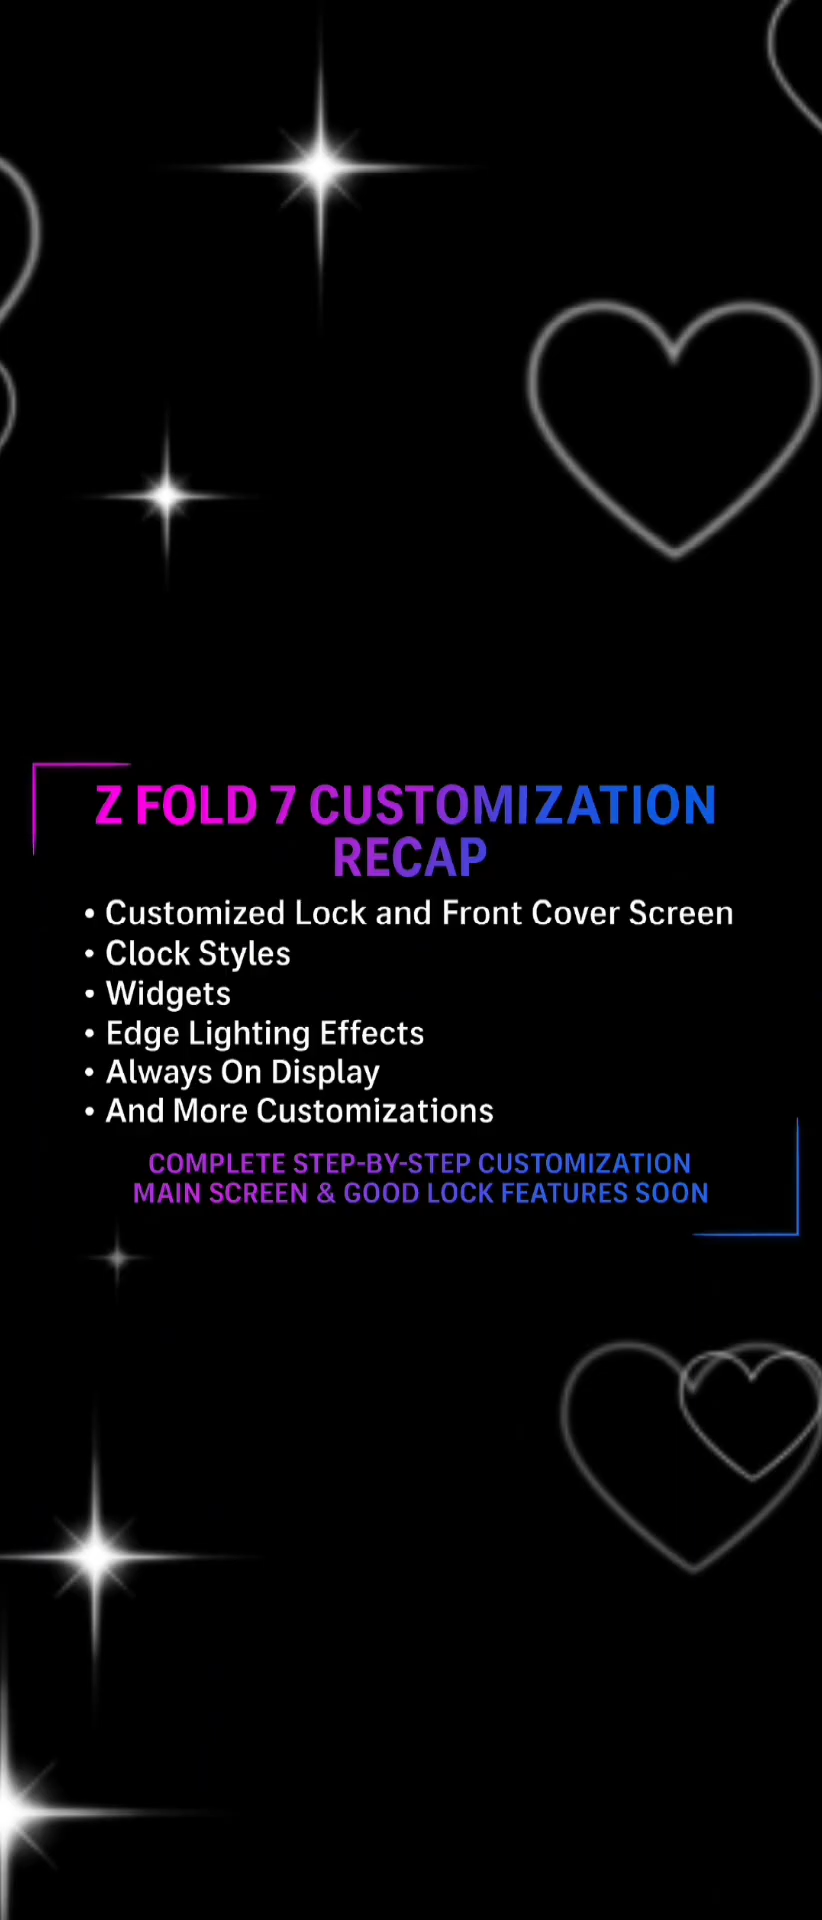 Z FOLD 7 CUSTOMIZATION
RECAP
• Customized Lock and Front Cover Screen
• Clock Styles
• Widgets
• Edge Lighting Effects
• Always On Display
• And More Customizations
COMPLETE STEP-BY-STEP CUSTOMIZATION
MAIN SCREEN & GOOD LOCK FEATURES SOON